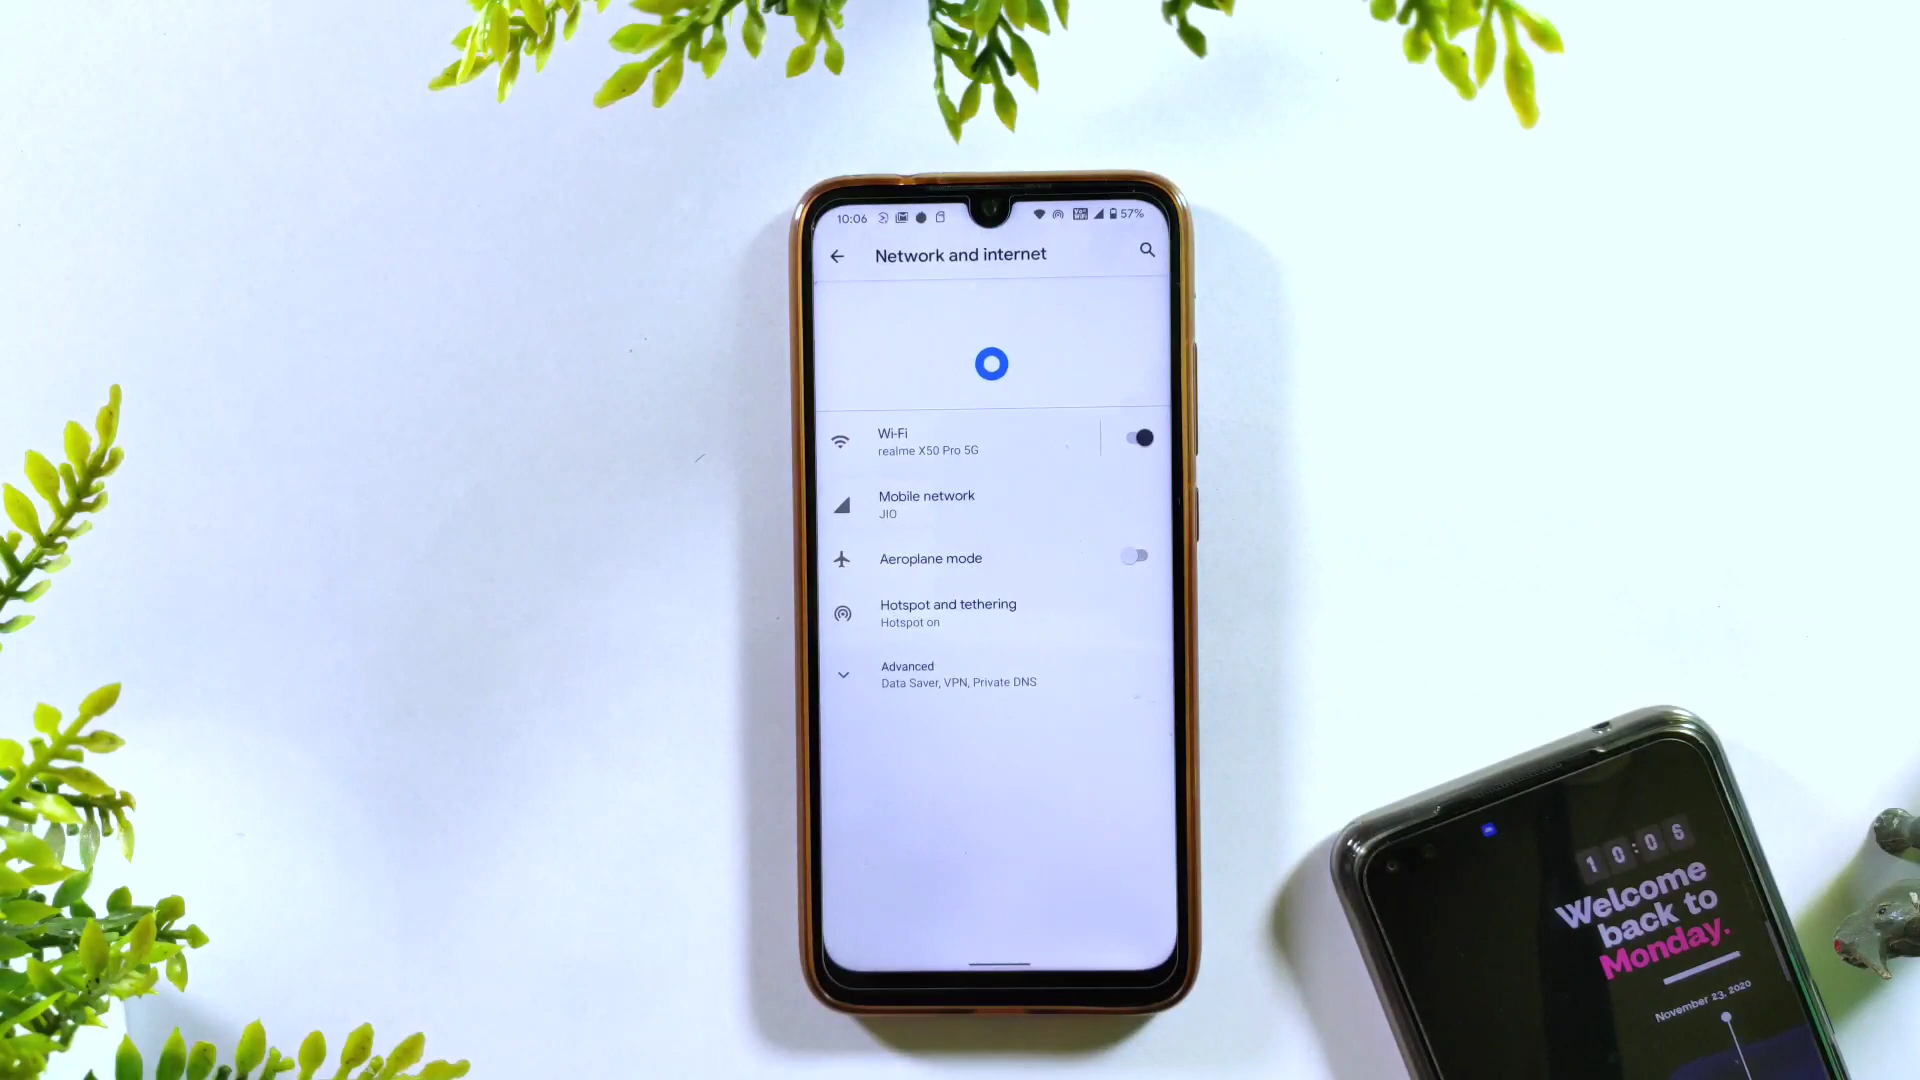 10:06
57%
Network and internet
Wi-Fi
realme X50 Pro 5G
Mobile network
JIO
Aeroplane mode
Hotspot and tethering
Hotspot on
Advanced
Data Saver, VPN, Private DNS
10:06
Welcome
back to
Monday.
November 23, 2020